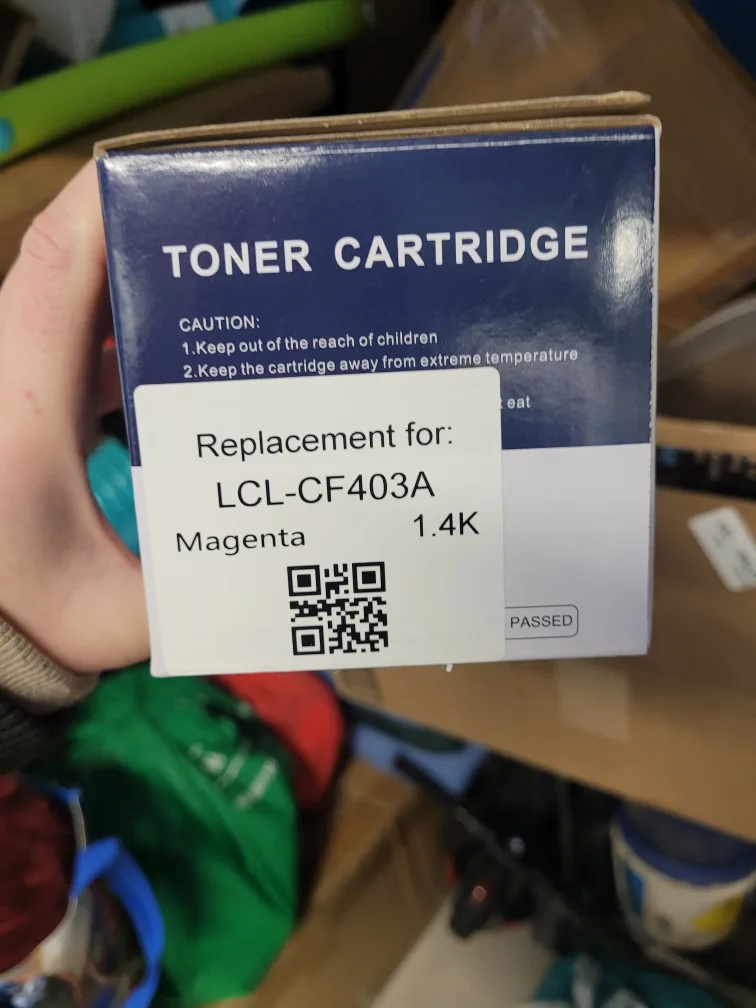 TONER CARTRIDGE
CAUTION:
1.Keep out of the reach of children
2.Keep the cartridge away from extreme temperature
eat
Replacement for:
LCL-CF403A
Magenta 1.4K
PASSED